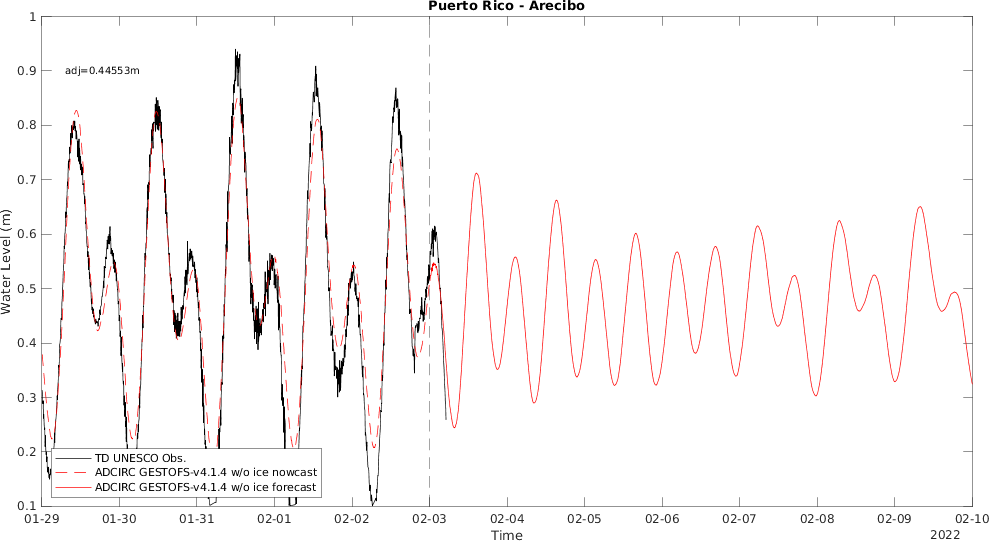 Puerto Rico - Arecibo
1
0.9
0.8
0.7
0.6
0.5
0.4
0.3
0.2
0.1
Water Level (m)
adj=0.44553m
TD UNESCO Obs.
ADCIRC GESTOFS-v4.1.4 w/o ice nowcast
ADCIRC GESTOFS-v4.1.4 w/o ice forecast
01-29 01-30 01-31 02-01 02-02 02-03 02-04 02-05 02-06 02-07 02-08 02-09 02-10
Time
2022